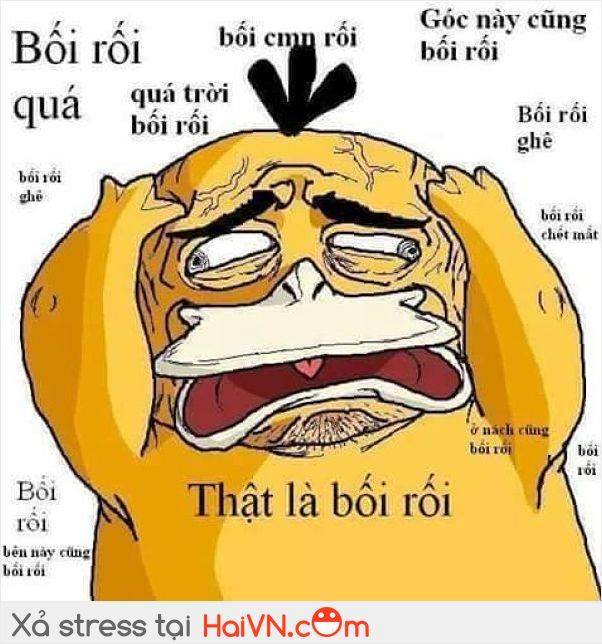 Bối rối
quá
bối cmn rối
Góc này cũng
bối rối
quá trời
bối rối
Bối rối
ghê
bối rối
ghê
bối rối
chết mất
ở nách cũng
bối rối
bối
rối
Bối
rối
Thật là bối rối
bên này cũng
bối rối
Xả stress tại HaiVN.com